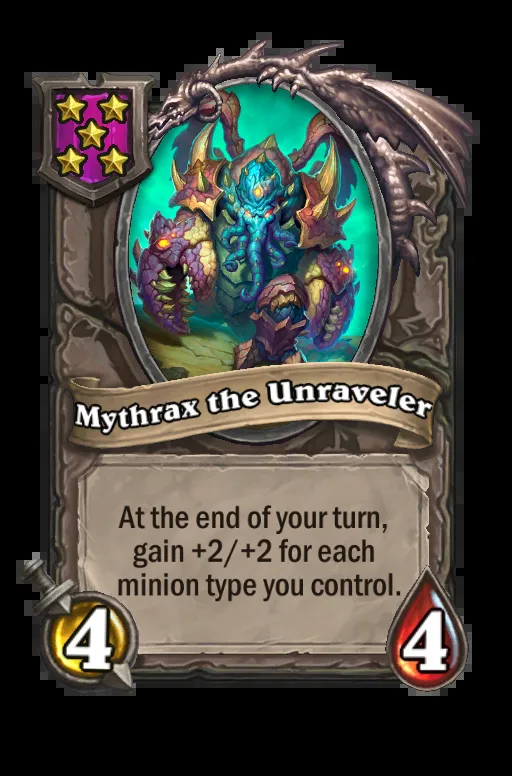 Mythrax the Unraveler
At the end of your turn,
gain +2/+2 for each
minion type you control.
4
4